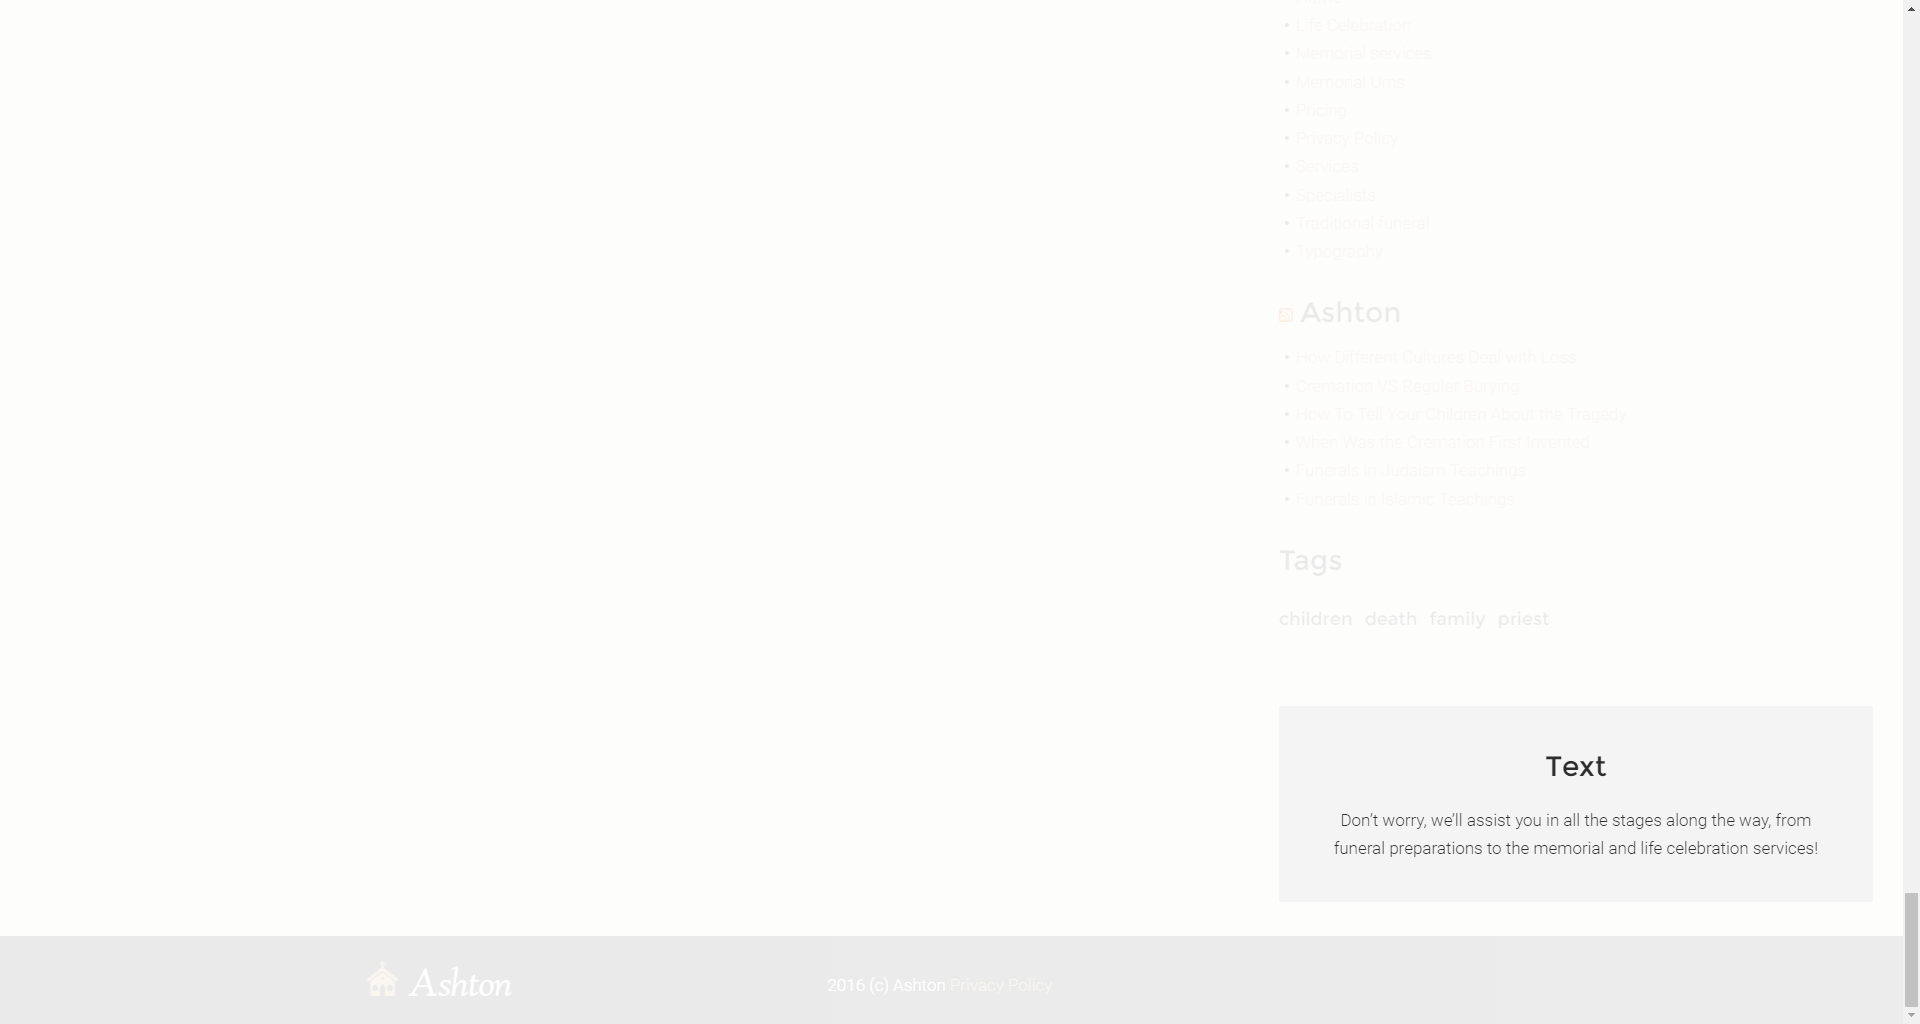 Life Celebration
Memorial services
Memorial Urns
Pricing
Privacy Policy
Services
Specialists
Traditional funeral
Typography
Ashton
How Different Cultures Deal with Loss
Cremation VS Regular Burying
How To Tell Your Children About the Tragedy
When Was the Cremation First Invented
Funerals in Judaism Teachings
Funerals in Islamic Teachings
Tags
children death family priest
Text
Don’t worry, we’ll assist you in all the stages along the way, from
funeral preparations to the memorial and life celebration services!
Ashton
2016 (c) Ashton Privacy Policy